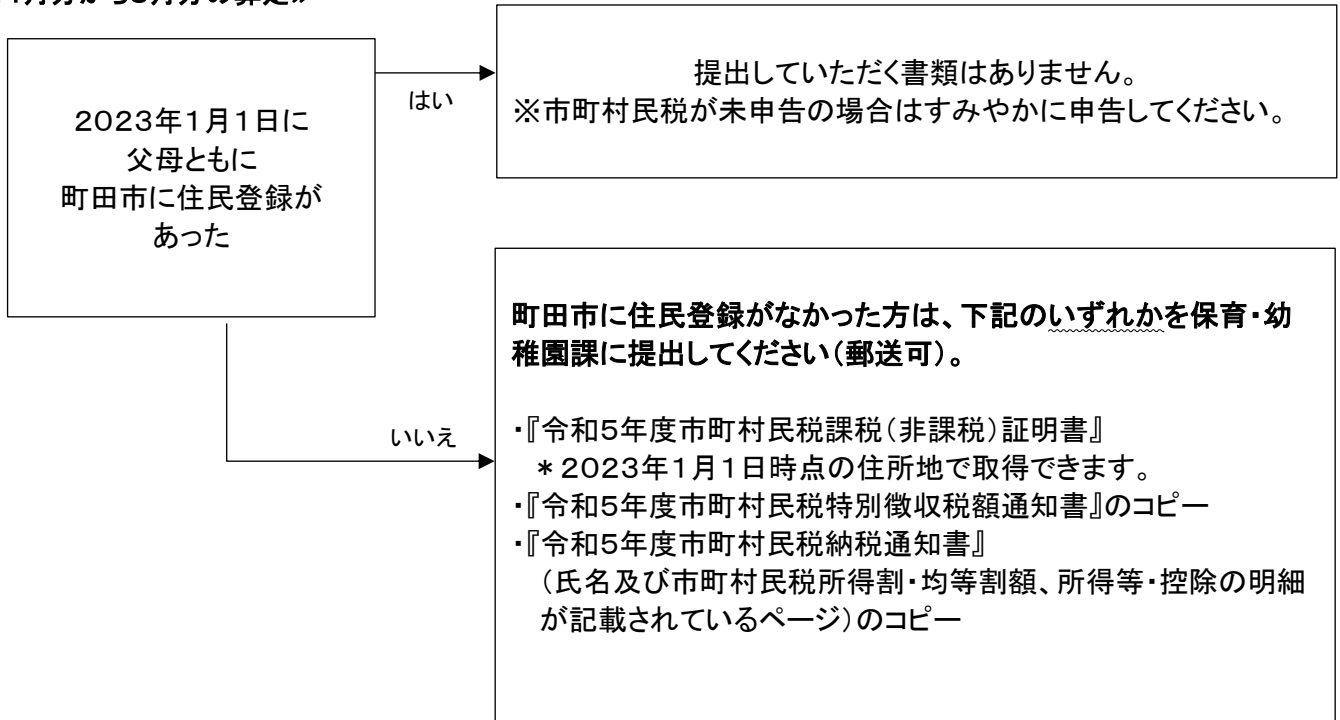 提出していただく書類はありません。
※市町村民税が未申告の場合はすみやかに申告してください。
はい
2023年1月1日に
父母ともに
町田市に住民登録が
あった
町田市に住民登録がなかった方は、下記のいずれかを保育・幼
稚園課に提出してください(郵送可)。
・『令和5年度市町村民税課税(非課税)証明書』
*2023年1月1日時点の住所地で取得できます。
・『令和5年度市町村民税特別徴収税額通知書』のコピー
・『令和5年度市町村民税納税通知書』
(氏名及び市町村民税所得割・均等割額、所得等・控除の明細
が記載されているページ)のコピー
いいえ